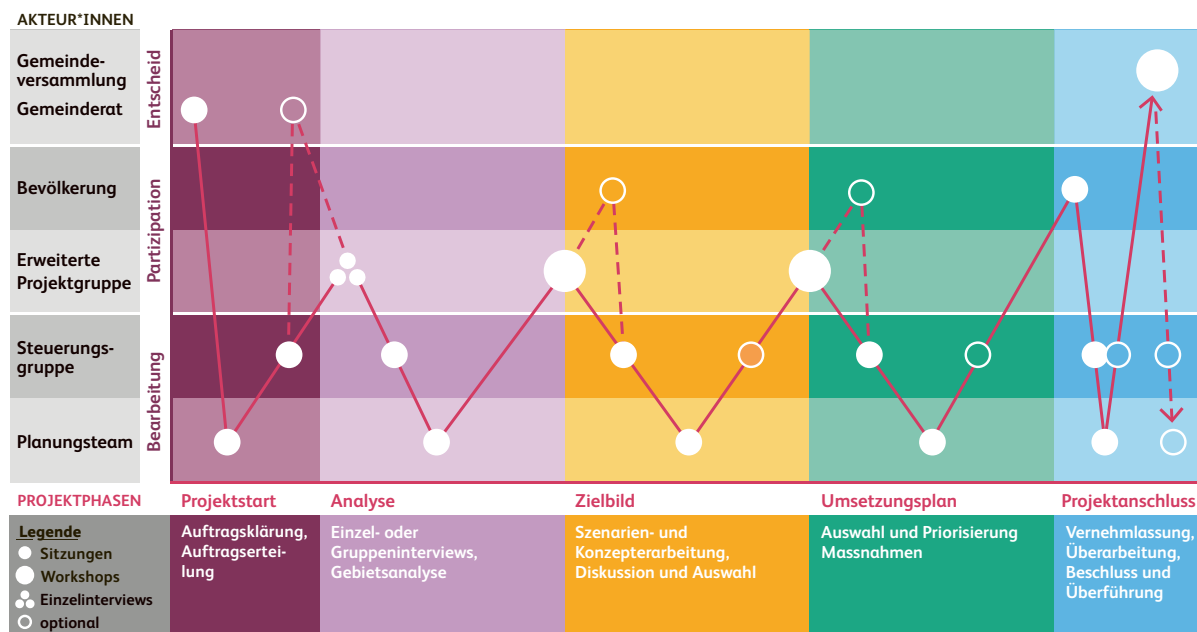 AKTEUR*INNEN
Gemeinde-
versammlung
Gemeinderat
Entscheid
Bevölkerung
Partizipation
Erweiterte
Projektgruppe
Steuerungs-
gruppe
Bearbeitung
Planungsteam
PROJEKTPHASEN
Projektstart
Analyse
Zielbild
Umsetzungsplan
Projektanschluss
Legende
Sitzungen
Workshops
Einzelinterviews
optional
Auftragsklärung,
Auftragsertei-
lung
Einzel- oder
Gruppeninterviews,
Gebietsanalyse
Szenarien- und
Konzepterarbeitung,
Diskussion und Auswahl
Auswahl und Priorisierung
Massnahmen
Vernehmlassung,
Überarbeitung,
Beschluss und
Überführung